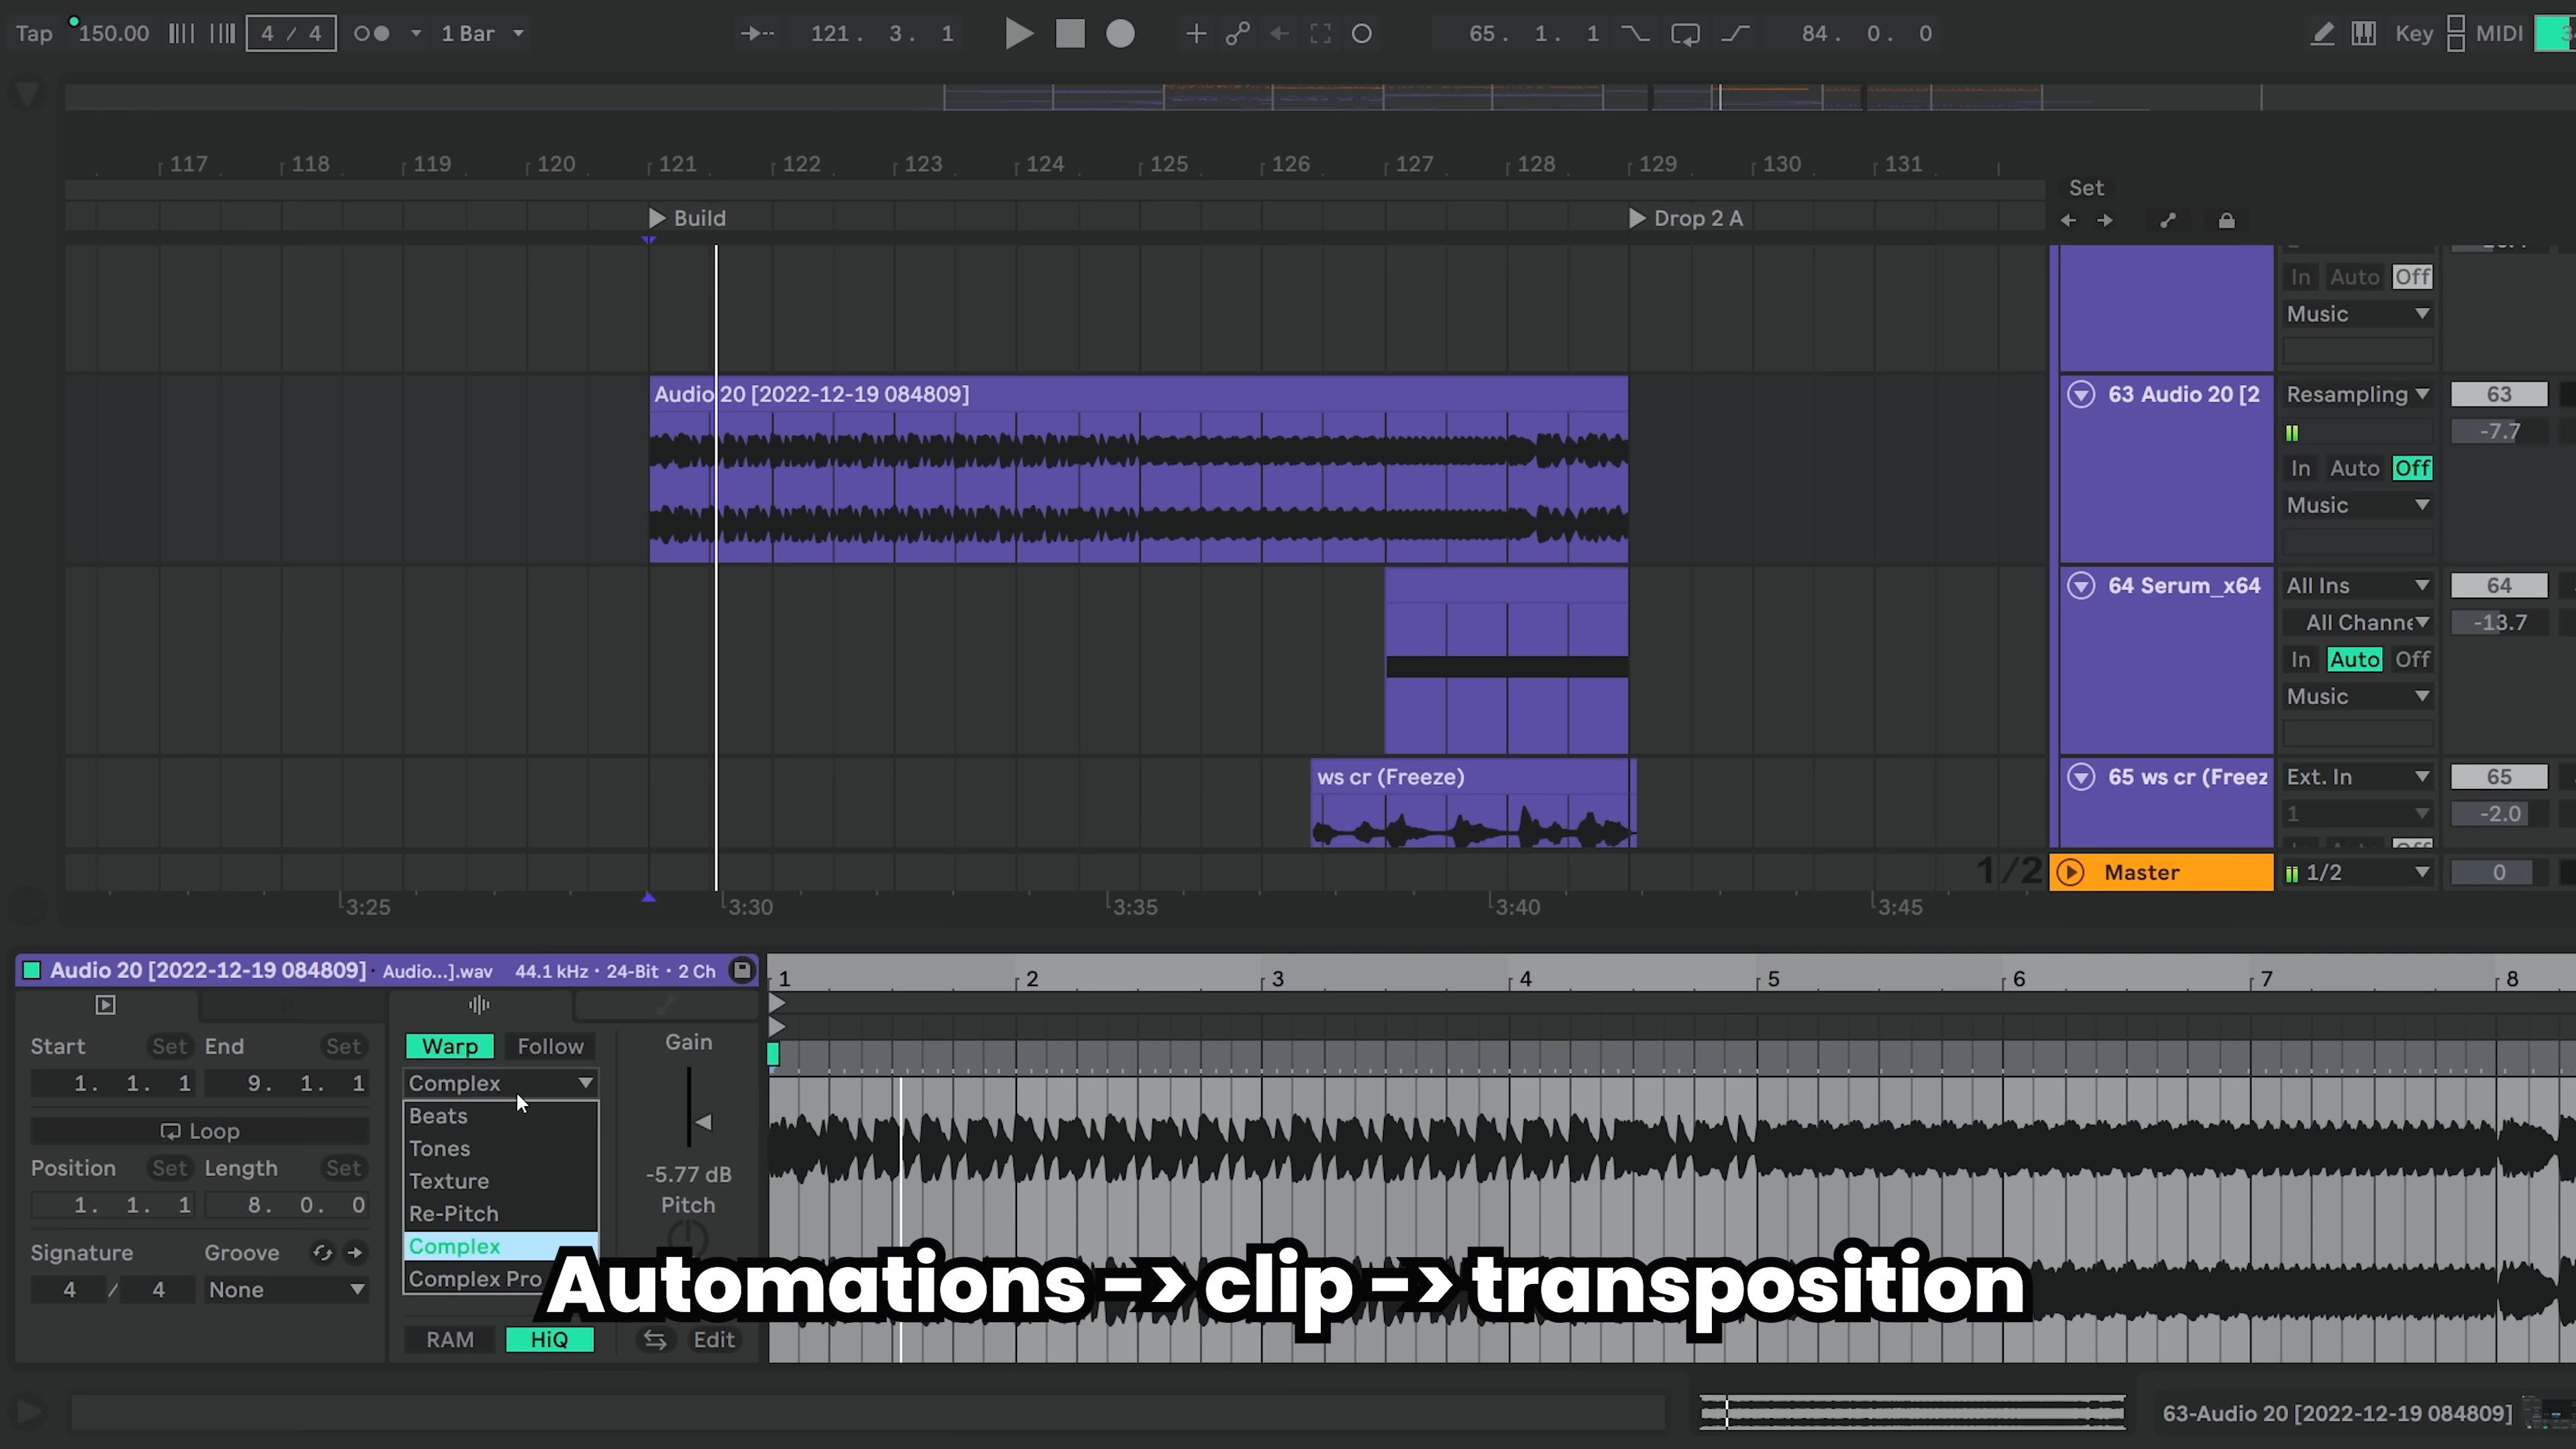 Tap 150.00 4 / 4 1 Bar 121. 3. 1 65. 1. 1 84. 0. 0 Key MIDI
117 118 119 120 121 122 123 124 125 126 127 128 129 130 131
Set
Build Drop 2 A
In Auto Off
Music
Audio 20 [2022-12-19 084809] 63 Audio 20 [2 Resampling 63
-7.7
In Auto Off
Music
64 Serum_x64 All Ins 64
All Channe -13.7
In Auto Off
Music
ws cr (Freeze) 65 ws cr (Freez Ext. In 65
1 -2.0
1/2 Master 1/2 0
3:25 3:30 3:35 3:40 3:45
Audio 20 [2022-12-19 084809] · Audio...].wav 44.1 kHz · 24-Bit · 2 Ch
1 2 3 4 5 6 7 8
Start Set End Set Warp Follow Gain
1. 1. 1 9. 1. 1 Complex
Beats
Loop Tones
Position Set Length Set Texture -5.77 dB
1. 1. 1 8. 0. 0 Re-Pitch Pitch
Signature Groove Complex
4 / 4 None Complex Pro
Automations -> clip -> transposition
RAM HiQ Edit
63-Audio 20 [2022-12-19 084809]